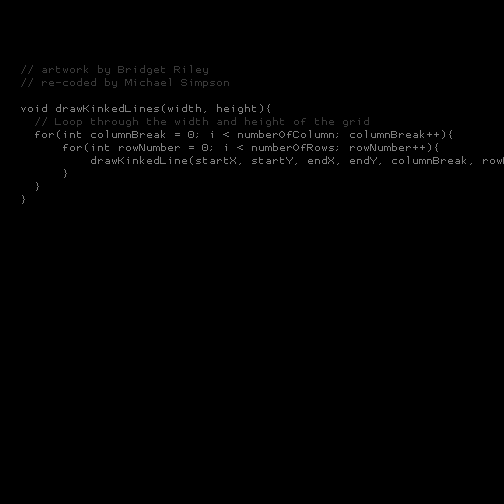 // artwork by Bridget Riley
// re-coded by Michael Simpson
void drawKinkedLines(width, height){
// Loop through the width and height of the grid
for(int columnBreak = 0; i < numberOfColumn; columnBreak++){
for(int rowNumber = 0; i < numberOfRows; rowNumber++){
drawKinkedLine(startX, startY, endX, endY, columnBreak,
}
}
}